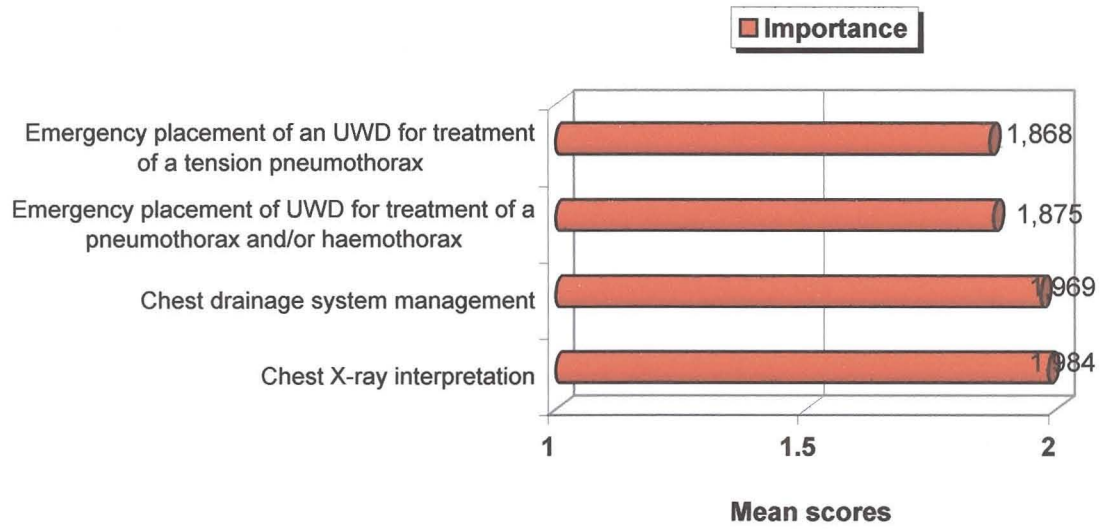 Importance
Emergency placement of an UWD for treatment
of a tension pneumothorax
1,868
Emergency placement of UWD for treatment of a
pneumothorax and/or haemothorax
1,875
Chest drainage system management
1,969
Chest X-ray interpretation
1,984
1
1.5
2
Mean scores